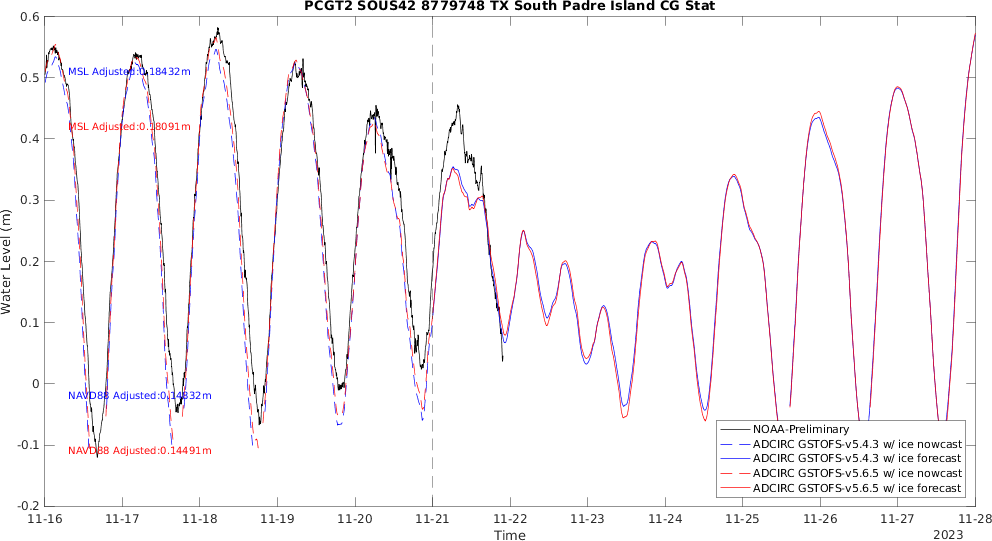 PCGT2 SOUS42 8779748 TX South Padre Island CG Stat
0.6
0.5
0.4
0.3
0.2
0.1
0
-0.1
-0.2
Water Level (m)
MSL Adjusted:0.18432m
MSL Adjusted:0.18091m
NAVD88 Adjusted:0.14832m
NAVD88 Adjusted:0.14491m
NOAA-Preliminary
ADCIRC GSTOFS-v5.4.3 w/ ice nowcast
ADCIRC GSTOFS-v5.4.3 w/ ice forecast
ADCIRC GSTOFS-v5.6.5 w/ ice nowcast
ADCIRC GSTOFS-v5.6.5 w/ ice forecast
11-16 11-17 11-18 11-19 11-20 11-21 11-22 11-23 11-24 11-25 11-26 11-27 11-28
Time
2023